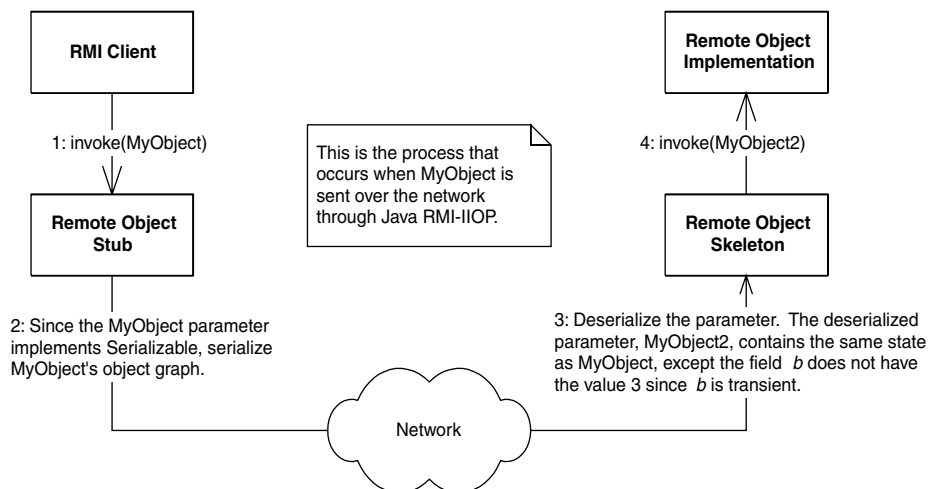 RMI Client
Remote Object
Implementation
1: invoke(MyObject)
4: invoke(MyObject2)
This is the process that
occurs when MyObject is
sent over the network
through Java RMI-IIOP.
Remote Object
Stub
Remote Object
Skeleton
2: Since the MyObject parameter
implements Serializable, serialize
MyObject's object graph.
3: Deserialize the parameter. The deserialized
parameter, MyObject2, contains the same state
as MyObject, except the field b does not have
the value 3 since b is transient.
Network